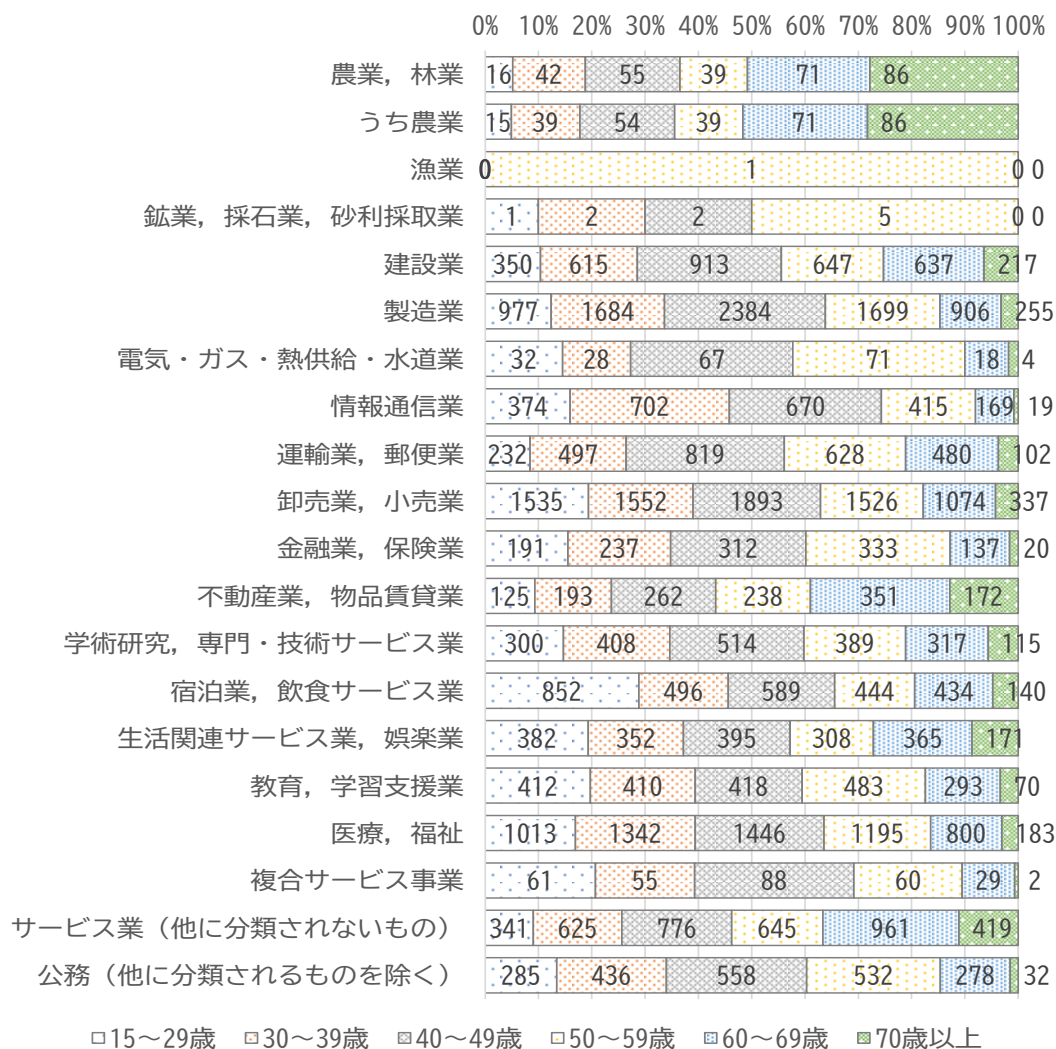 0% 10% 20% 30% 40% 50% 60% 70% 80% 90% 100%
農業，林業 16 42 55 39 71 86
うち農業 15 39 54 39 71 86
漁業 0 1 0 0
鉱業，採石業，砂利採取業 1 2 2 5 0 0
建設業 350 615 913 647 637 217
製造業 977 1684 2384 1699 906 255
電気・ガス・熱供給・水道業 32 28 67 71 18 4
情報通信業 374 702 670 415 169 19
運輸業，郵便業 232 497 819 628 480 102
卸売業，小売業 1535 1552 1893 1526 1074 337
金融業，保険業 191 237 312 333 137 20
不動産業，物品賃貸業 125 193 262 238 351 172
学術研究，専門・技術サービス業 300 408 514 389 317 115
宿泊業，飲食サービス業 852 496 589 444 434 140
生活関連サービス業，娯楽業 382 352 395 308 365 171
教育，学習支援業 412 410 418 483 293 70
医療，福祉 1013 1342 1446 1195 800 183
複合サービス事業 61 55 88 60 29 2
サービス業（他に分類されないもの） 341 625 776 645 961 419
公務（他に分類されるものを除く） 285 436 558 532 278 32
15～29歳 30～39歳 40～49歳 50～59歳 60～69歳 70歳以上